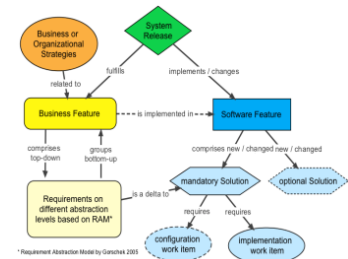 Business or
Organizational
Strategies
System
Release
fulfills
implements / changes
related to
Business Feature
is implemented in
Software Feature
comprises
top-down
groups
bottom-up
comprises new / changed
new / changed
mandatory Solution
optional Solution
Requirements on
different abstraction
levels based on RAM*
is a delta to
requires
requires
configuration
work item
implementation
work item
* Requirement Abstraction Model by Gorschek 2005